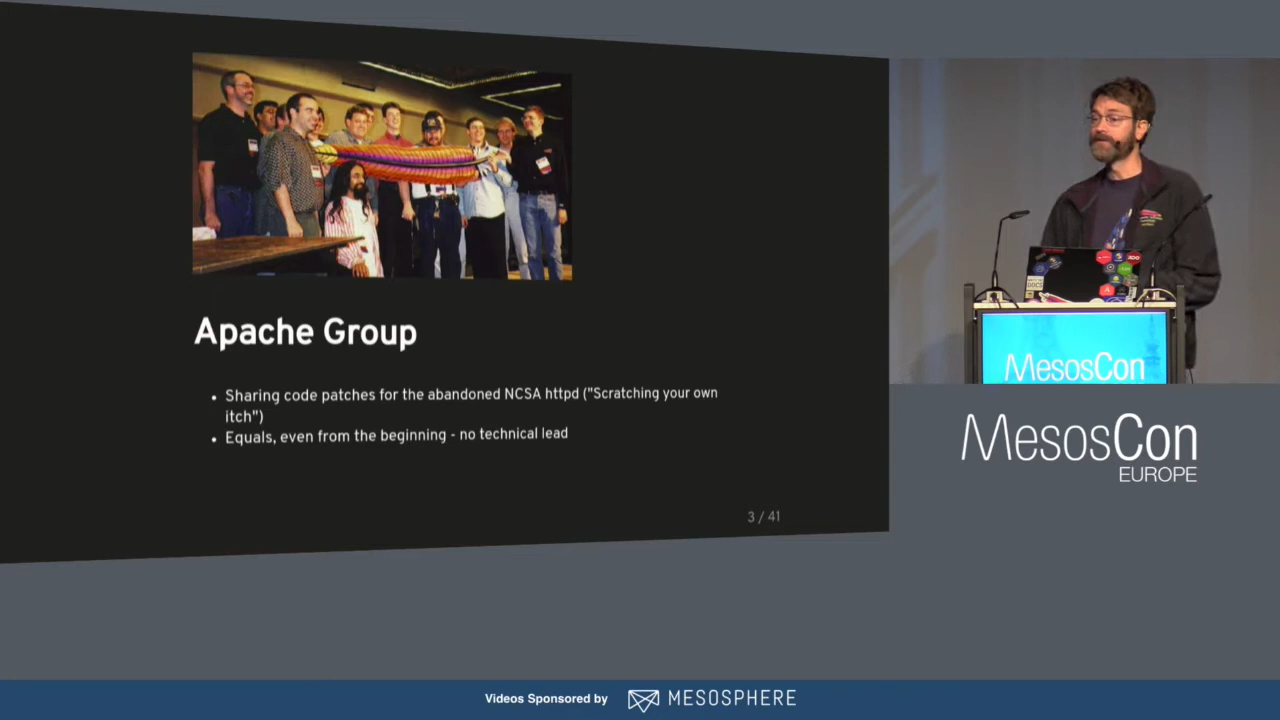 Apache Group
Sharing code patches for the abandoned NCSA httpd ("Scratching your own
itch")
Equals, even from the beginning - no technical lead
3 / 41
MesosCon
MesosCon
EUROPE
Videos Sponsored by MESOSPHERE